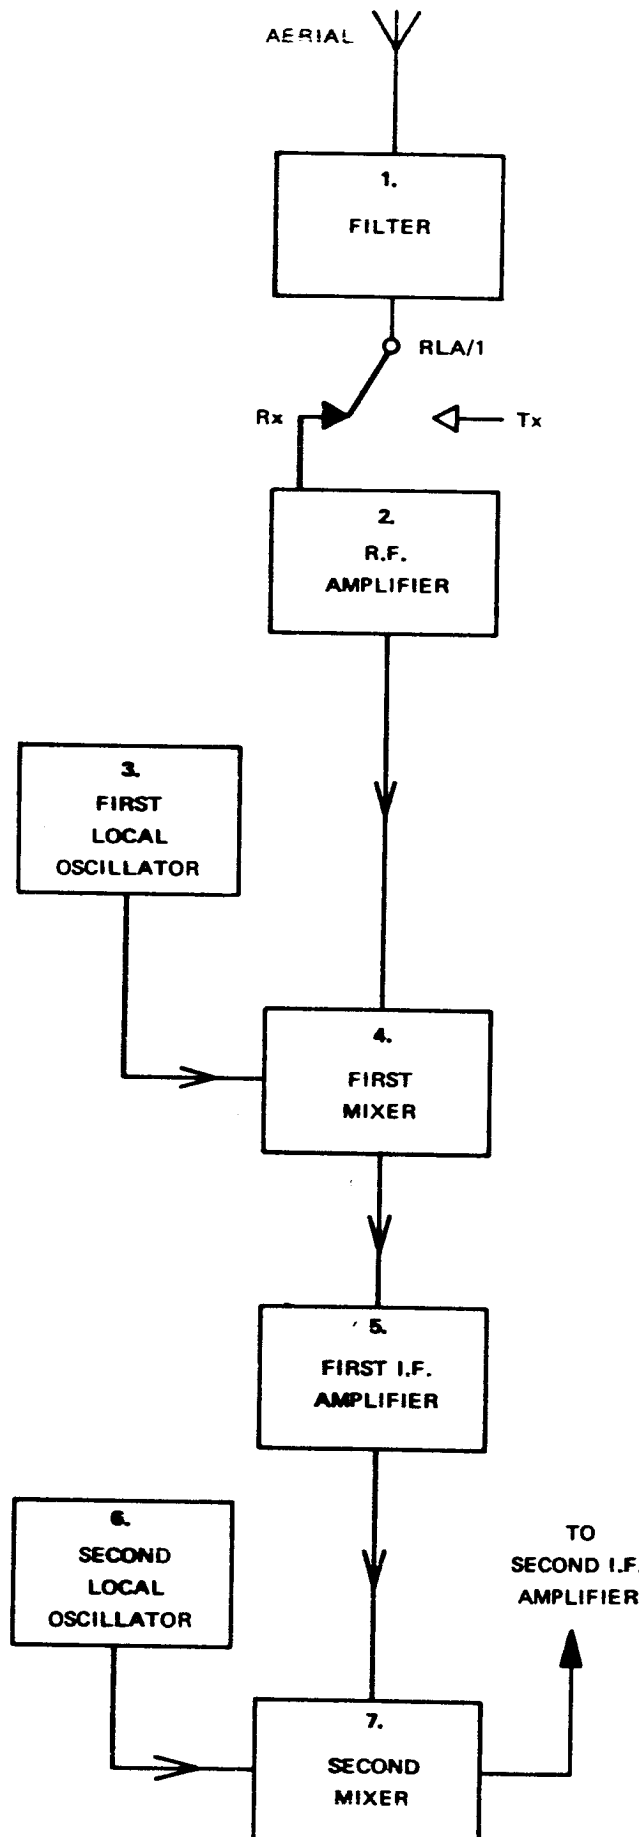 AERIAL
1.
FILTER
RLA/1
Rx
Tx
2.
R.F.
AMPLIFIER
3.
FIRST
LOCAL
OSCILLATOR
4.
FIRST
MIXER
5.
FIRST I.F.
AMPLIFIER
6.
SECOND
LOCAL
OSCILLATOR
TO
SECOND I.F.
AMPLIFIER
7.
SECOND
MIXER